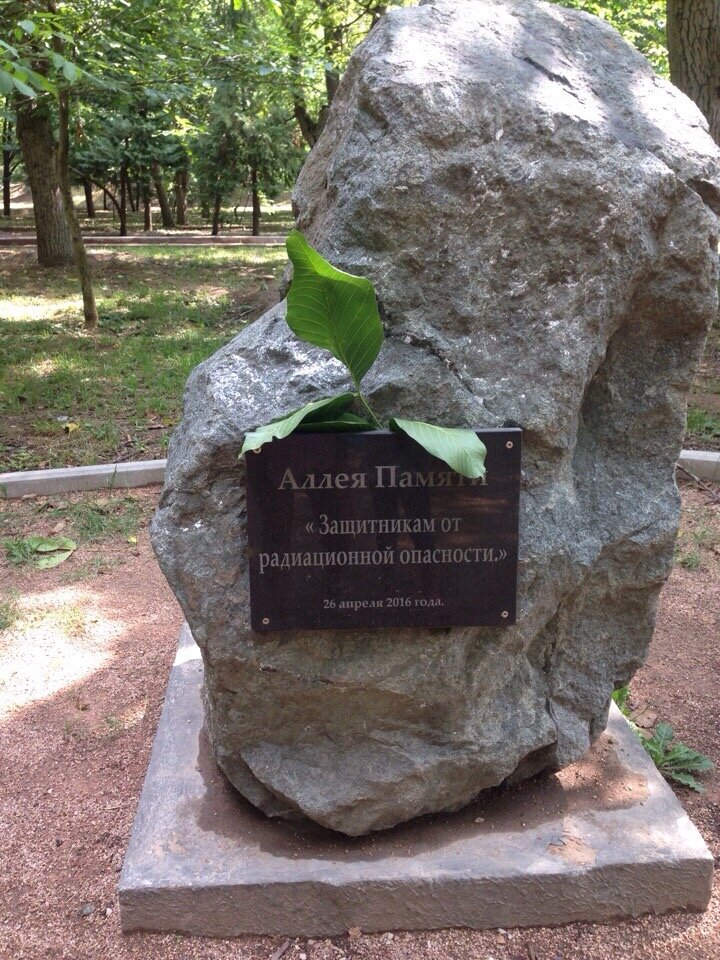 Аллея Памяти
« Защитникам от
радиационной опасности.»
26 апреля 2016 года.